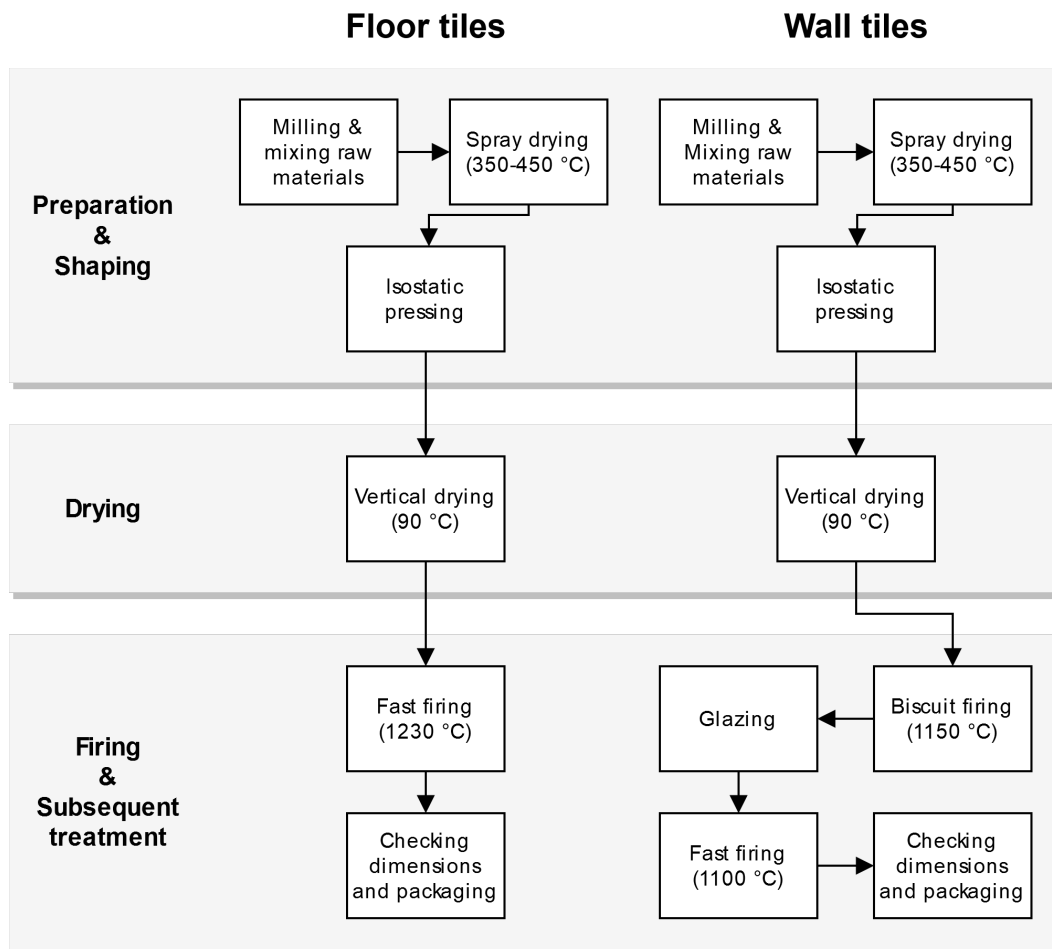 Floor tiles
Wall tiles
Preparation
&
Shaping
Milling &
mixing raw
materials
Spray drying
(350-450 °C)
Isostatic
pressing
Milling &
Mixing raw
materials
Spray drying
(350-450 °C)
Isostatic
pressing
Drying
Vertical drying
(90 °C)
Vertical drying
(90 °C)
Firing
&
Subsequent
treatment
Fast firing
(1230 °C)
Checking
dimensions
and packaging
Biscuit firing
(1150 °C)
Glazing
Fast firing
(1100 °C)
Checking
dimensions
and packaging